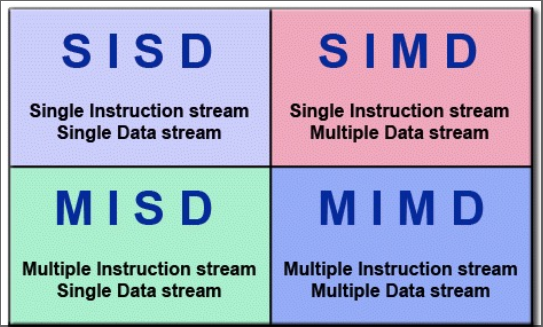 S I S D
Single Instruction stream
Single Data stream
S I M D
Single Instruction stream
Multiple Data stream
M I S D
Multiple Instruction stream
Single Data stream
M I M D
Multiple Instruction stream
Multiple Data stream